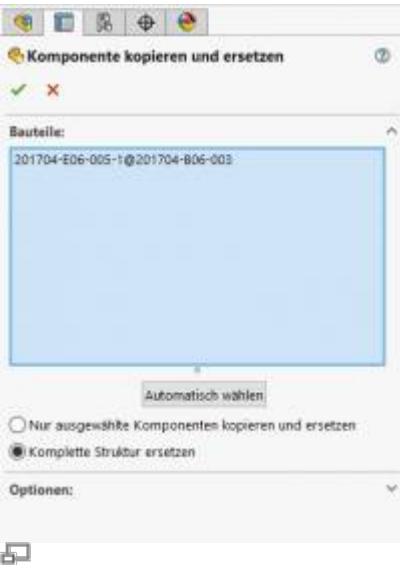 Komponente kopieren und ersetzen
Bauteile:
201704-E06-005-1@201704-B06-003
Automatisch wählen
Nur ausgewählte Komponenten kopieren und ersetzen
Komplette Struktur ersetzen
Optionen: